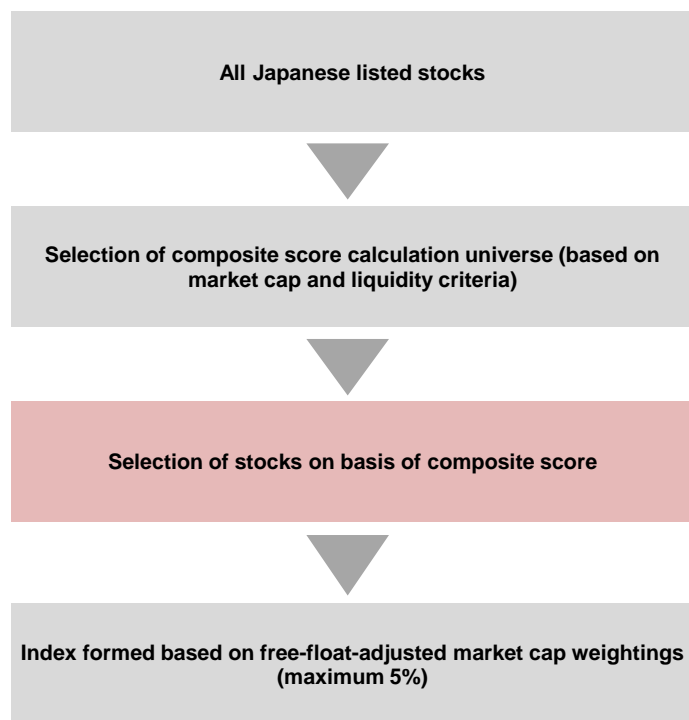 All Japanese listed stocks
Selection of composite score calculation universe (based on
market cap and liquidity criteria)
Selection of stocks on basis of composite score
Index formed based on free-float-adjusted market cap weightings
(maximum 5%)